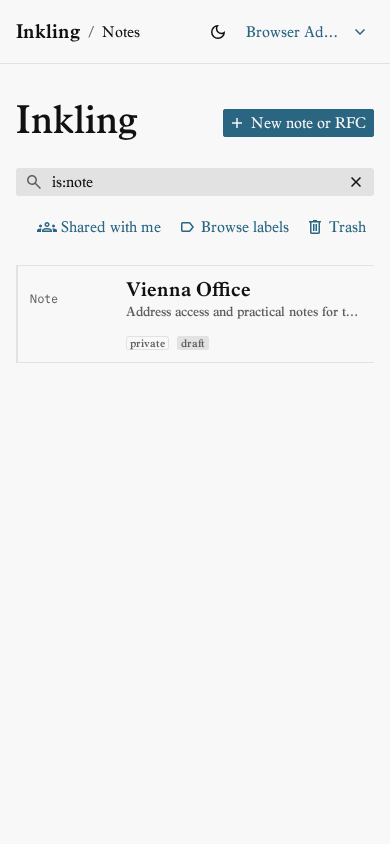 Inkling / Notes
Browser Ad…
Inkling
New note or RFC
is:note
Shared with me
Browse labels
Trash
Note
Vienna Office
Address access and practical notes for t…
private draft